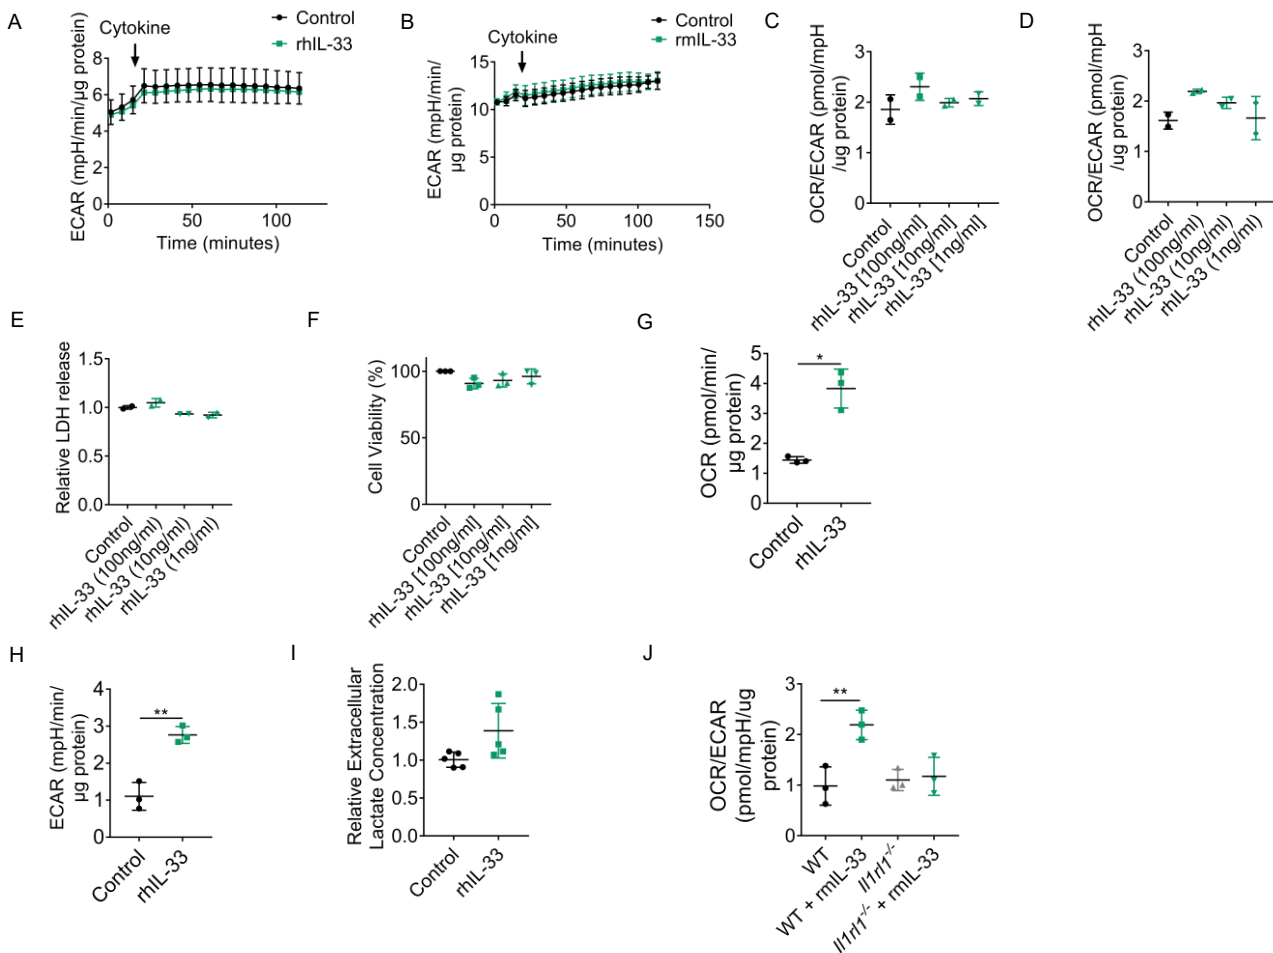 A
Control
rhIL-33
Cytokine
ECAR (mpH/min/µg protein)
8
6
4
2
0
0
50
100
Time (minutes)
B
Control
rmIL-33
Cytokine
ECAR (mpH/min/
µg protein)
15
10
5
0
0
50
100
150
Time (minutes)
C
OCR/ECAR (pmol/mpH
/ug protein)
3
2
1
0
Control
rhIL-33 [100ng/ml]
rhIL-33 [10ng/ml]
rhIL-33 [1ng/ml]
D
OCR/ECAR (pmol/mpH
/ug protein)
3
2
1
0
Control
rhIL-33 (100ng/ml)
rhIL-33 (10ng/ml)
rhIL-33 (1ng/ml)
E
Relative LDH release
1.5
1.0
0.5
0.0
Control
rhIL-33 (100ng/ml)
rhIL-33 (10ng/ml)
rhIL-33 (1ng/ml)
F
Cell Viability (%)
100
50
0
Control
rhIL-33 [100ng/ml]
rhIL-33 [10ng/ml]
rhIL-33 [1ng/ml]
G
OCR (pmol/min/
µg protein)
5
4
3
2
1
0
*
Control
rhIL-33
H
ECAR (mpH/min/
µg protein)
4
3
2
1
0
**
Control
rhIL-33
I
Relative Extracellular
Lactate Concentration
2.0
1.5
1.0
0.5
0.0
Control
rhIL-33
J
OCR/ECAR
(pmol/mpH/ug
protein)
3
2
1
0
**
WT
WT + rmIL-33
Il1rl1-/-
Il1rl1-/- + rmIL-33